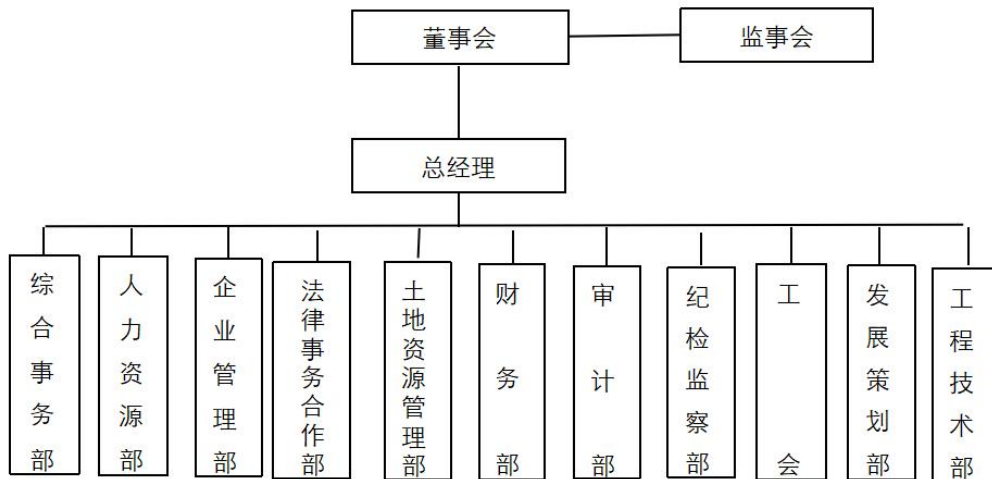 董事会
监事会
总经理
综合事务部
人力资源部
企业管理部
法律事务合作部
土地资源管理部
财务部
审计部
纪检监察部
工会
发展策划部
工程技术部